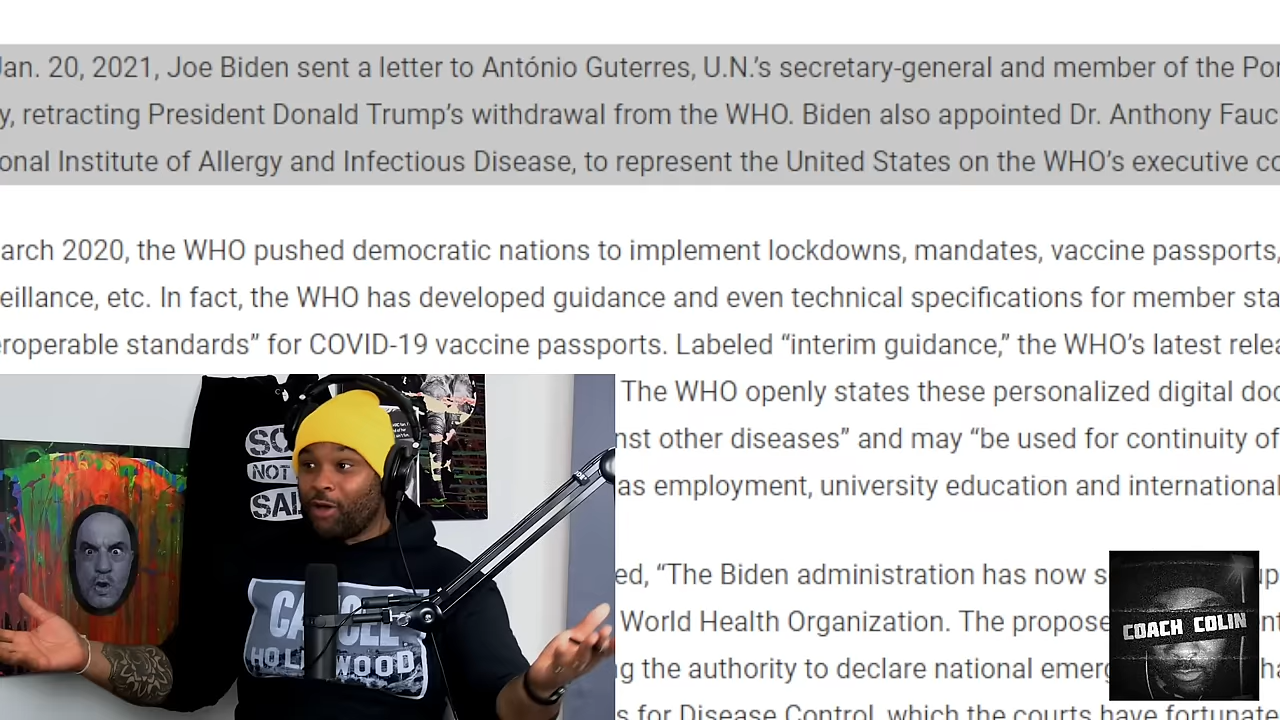 Jan. 20, 2021, Joe Biden sent a letter to António Guterres, U.N.’s secretary-general and member of the
y, retracting President Donald Trump’s withdrawal from the WHO. Biden also appointed Dr. Anthony Fauc
onal Institute of Allergy and Infectious Disease, to represent the United States on the WHO’s executive
arch 2020, the WHO pushed democratic nations to implement lockdowns, mandates, vaccine passports,
eillance, etc. In fact, the WHO has developed guidance and even technical specifications for member
eroperable standards” for COVID-19 vaccine passports. Labeled “interim guidance,” the WHO’s latest
The WHO openly states these personalized digital
nst other diseases” and may “be used for continuity of
as employment, university education and international
ed, “The Biden administration has now
World Health Organization. The propose
g the authority to declare national emerg
s for Disease Control, which the courts have fortunate
SO
NOT
SAL
HOLLYWOOD
COACH COLIN